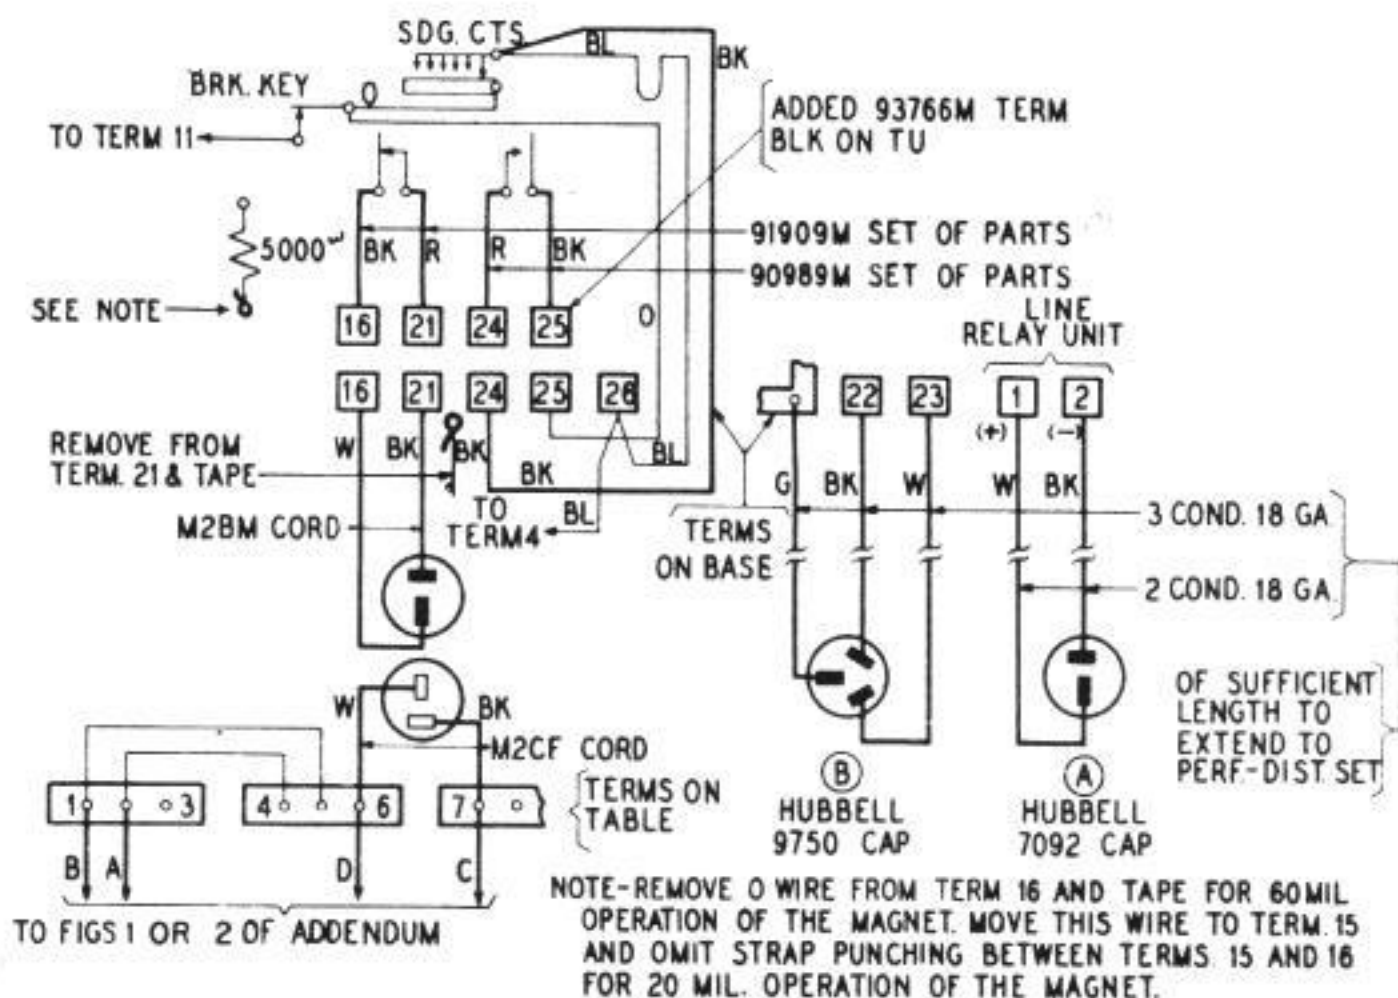 SDG. CTS.
BL
BK
BRK. KEY
O
TO TERM 11
ADDED 93766M TERM
BLK ON TU
5000ω
BK
R
R
BK
91909M SET OF PARTS
90989M SET OF PARTS
SEE NOTE
O
LINE
RELAY UNIT
16
21
24
25
16
21
24
25
26
22
23
1
2
(+)
(-)
REMOVE FROM
TERM. 21 & TAPE
W
BK
BK
BK
BL
G
BK
W
W
BK
TO
TERM 4
BL
M2BM CORD
TERMS
ON BASE
3 COND. 18 GA.
2 COND. 18 GA.
OF SUFFICIENT
LENGTH TO
EXTEND TO
PERF.-DIST. SET
W
BK
M2CF CORD
1
3
4
6
7
TERMS ON
TABLE
B
HUBBELL
9750 CAP
A
HUBBELL
7092 CAP
B
A
D
C
TO FIGS 1 OR 2 OF ADDENDUM
NOTE-REMOVE O WIRE FROM TERM 16 AND TAPE FOR 60 MIL
OPERATION OF THE MAGNET. MOVE THIS WIRE TO TERM. 15
AND OMIT STRAP PUNCHING BETWEEN TERMS. 15 AND 16
FOR 20 MIL. OPERATION OF THE MAGNET.